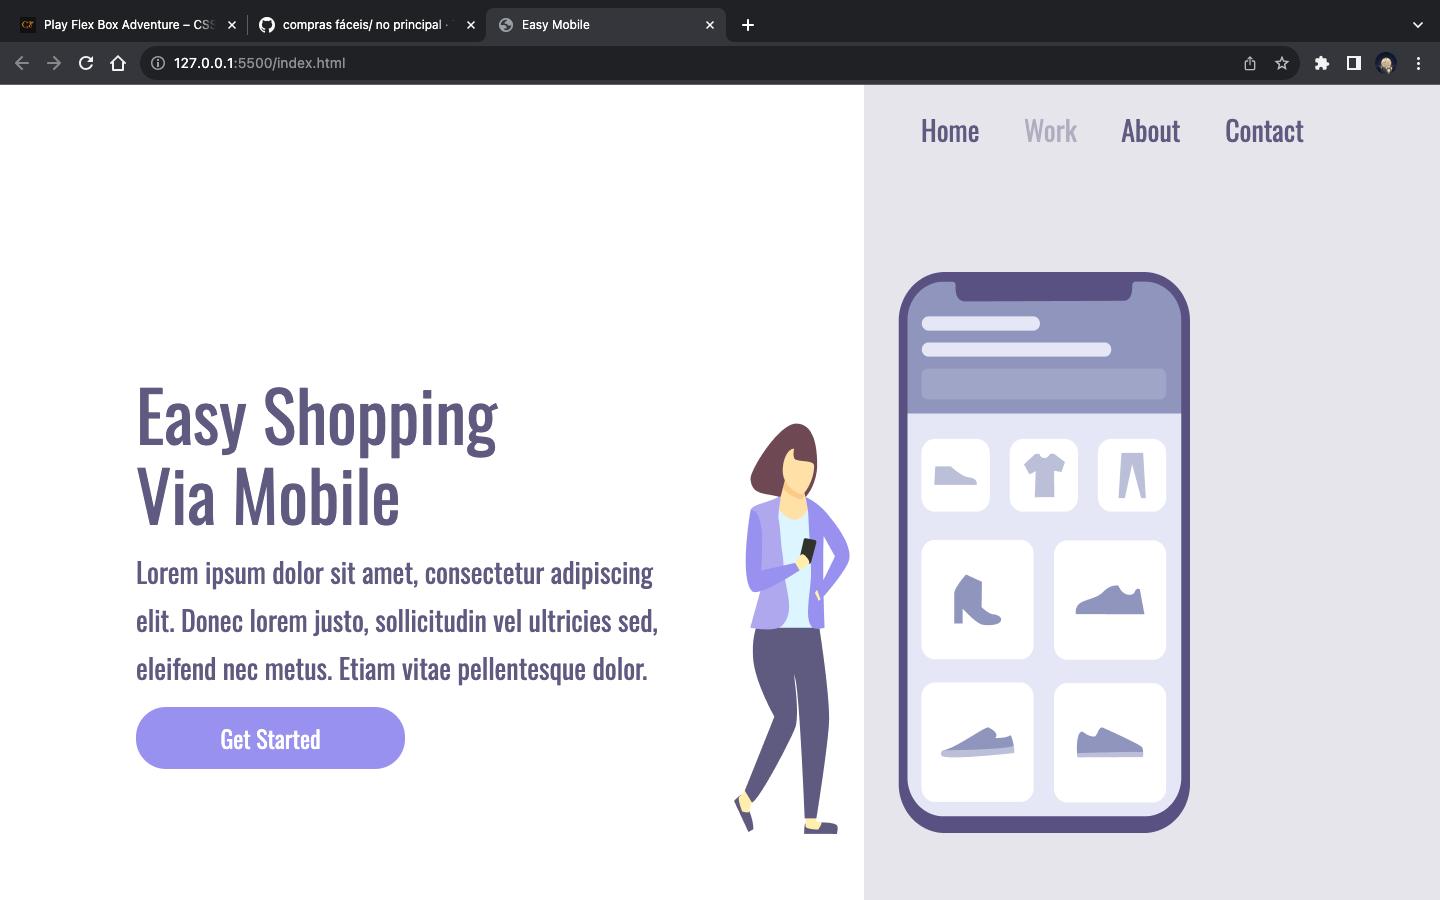 Play Flex Box Adventure – CSS
compras fáceis/ no principal ·
Easy Mobile
127.0.0.1:5500/index.html
Home Work About Contact
Easy Shopping
Via Mobile
Lorem ipsum dolor sit amet, consectetur adipiscing
elit. Donec lorem justo, sollicitudin vel ultricies sed,
eleifend nec metus. Etiam vitae pellentesque dolor.
Get Started